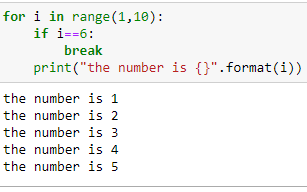 for i in range(1,10):
    if i==6:
        break
    print("the number is {}".format(i))
the number is 1
the number is 2
the number is 3
the number is 4
the number is 5